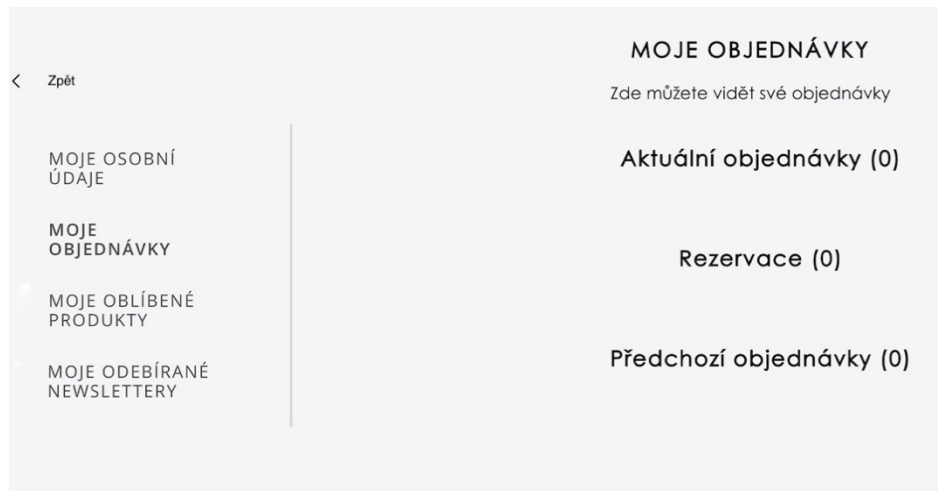 Zpět
MOJE OSOBNÍ
ÚDAJE
MOJE
OBJEDNÁVKY
MOJE OBLÍBENÉ
PRODUKTY
MOJE ODEBÍRANÉ
NEWSLETTERY
MOJE OBJEDNÁVKY
Zde můžete vidět své objednávky
Aktuální objednávky (0)
Rezervace (0)
Předchozí objednávky (0)